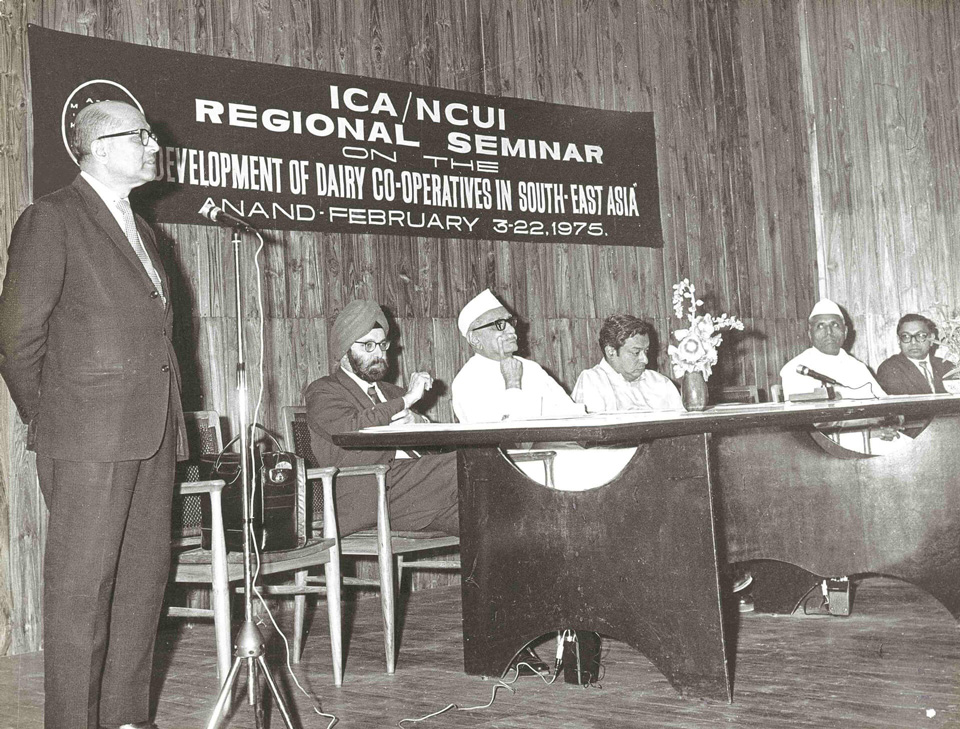 ICA/NCUI
REGIONAL SEMINAR
ON THE
DEVELOPMENT OF DAIRY CO-OPERATIVES IN SOUTH-EAST ASIA
ANAND-FEBRUARY 3-22, 1975.